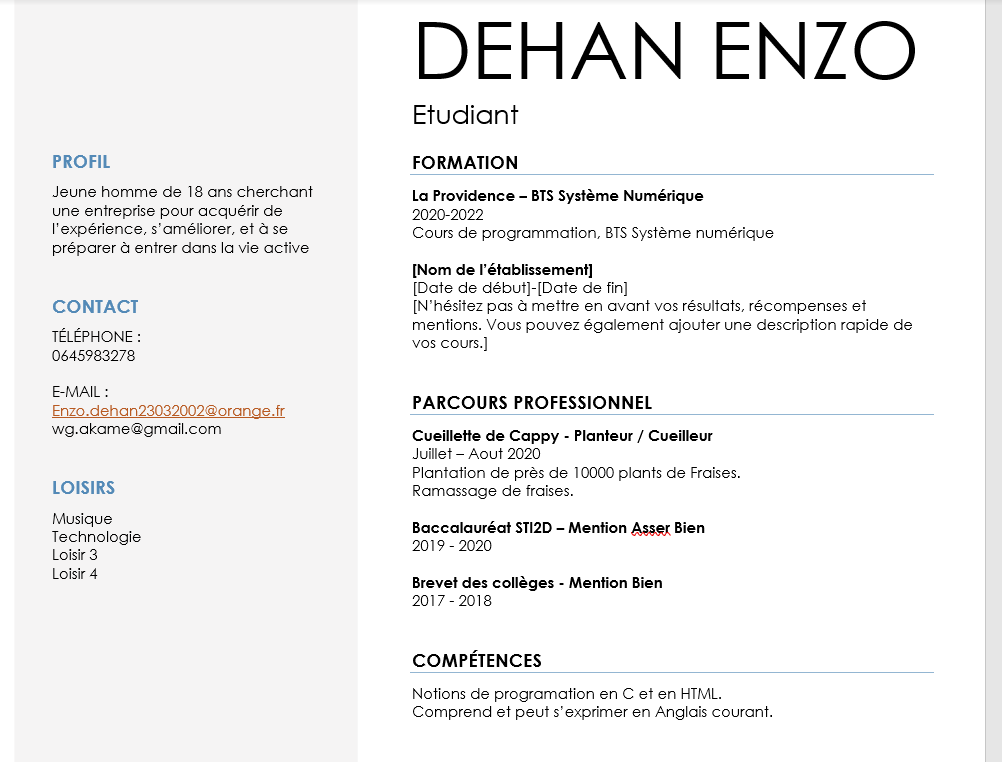 DEHAN ENZO
Etudiant
PROFIL
Jeune homme de 18 ans cherchant
une entreprise pour acquérir de
l’expérience, s’améliorer, et à se
préparer à entrer dans la vie active
CONTACT
TÉLÉPHONE :
0645983278
E-MAIL :
Enzo.dehan23032002@orange.fr
wg.akame@gmail.com
LOISIRS
Musique
Technologie
Loisir 3
Loisir 4
FORMATION
La Providence – BTS Système Numérique
2020-2022
Cours de programmation, BTS Système numérique
[Nom de l’établissement]
[Date de début]-[Date de fin]
[N’hésitez pas à mettre en avant vos résultats, récompenses et
mentions. Vous pouvez également ajouter une description rapide de
vos cours.]
PARCOURS PROFESSIONNEL
Cueillette de Cappy - Planteur / Cueilleur
Juillet – Aout 2020
Plantation de près de 10000 plants de Fraises.
Ramassage de fraises.
Baccalauréat STI2D – Mention Asser Bien
2019 - 2020
Brevet des collèges - Mention Bien
2017 - 2018
COMPÉTENCES
Notions de programation en C et en HTML.
Comprend et peut s’exprimer en Anglais courant.